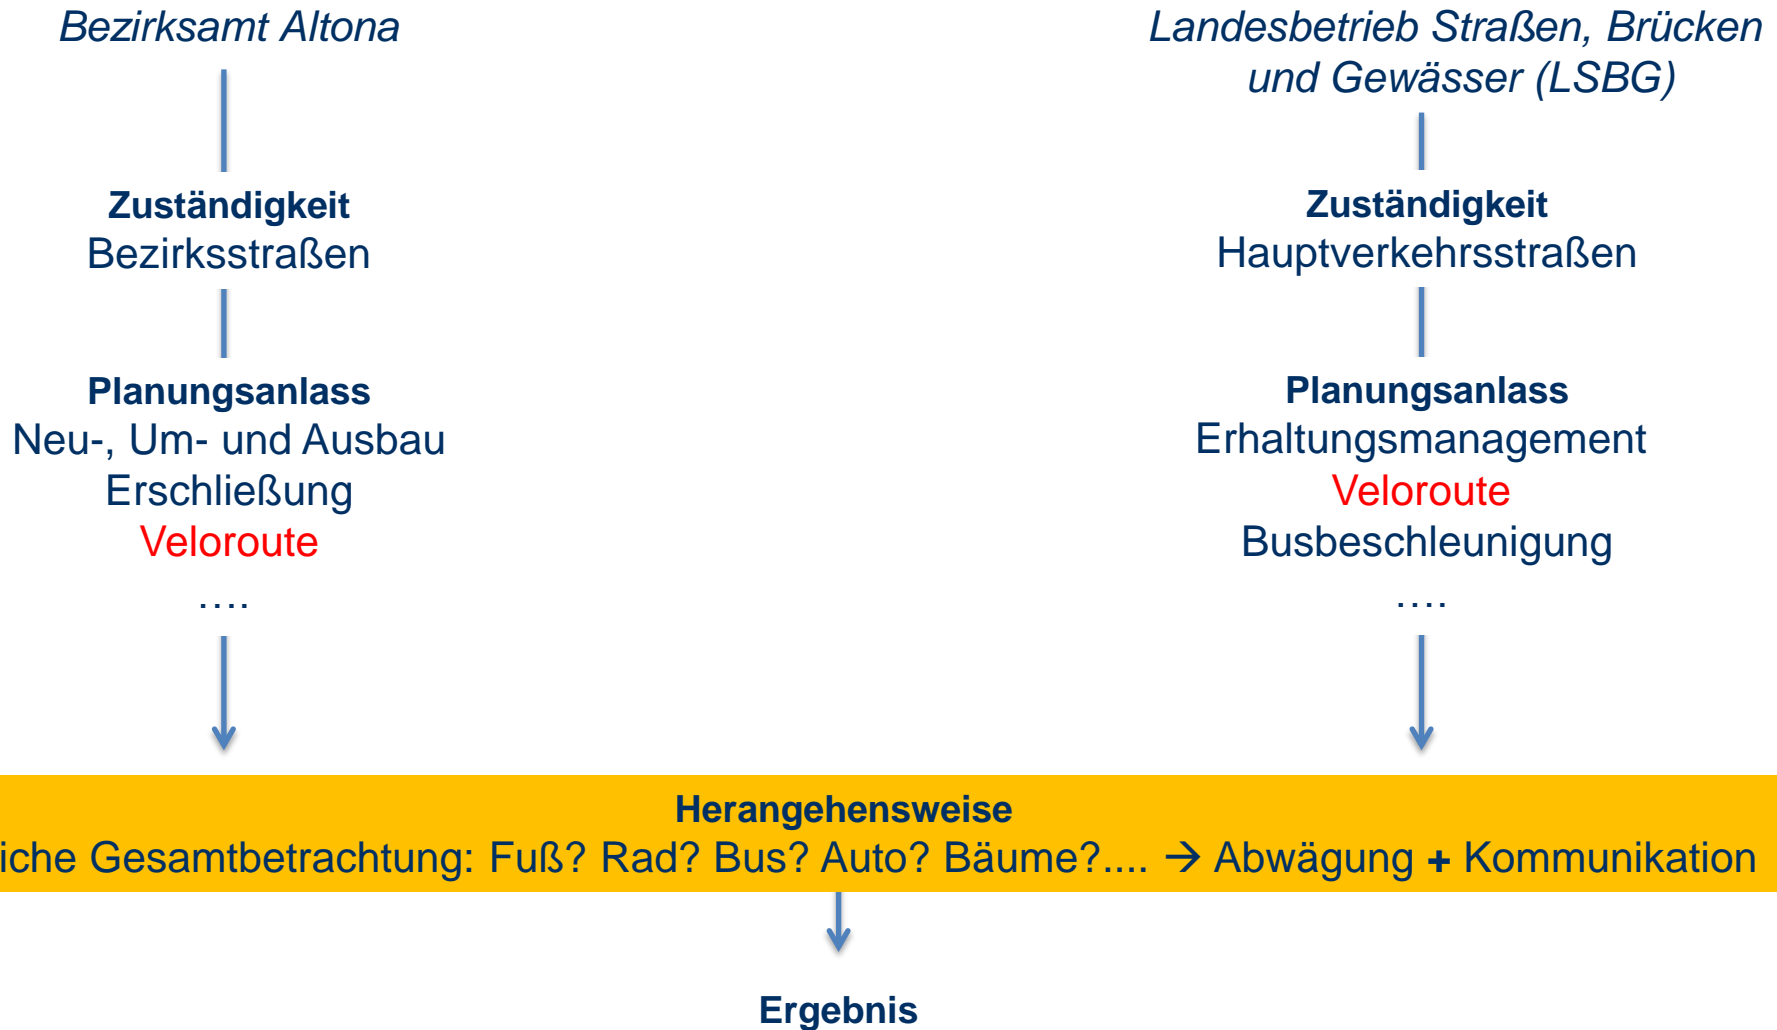 Bezirksamt Altona
Zuständigkeit
Bezirksstraßen
Planungsanlass
Neu-, Um- und Ausbau
Erschließung
Veloroute
....
Landesbetrieb Straßen, Brücken
und Gewässer (LSBG)
Zuständigkeit
Hauptverkehrsstraßen
Planungsanlass
Erhaltungsmanagement
Veloroute
Busbeschleunigung
....
Herangehensweise
iche Gesamtbetrachtung: Fuß? Rad? Bus? Auto? Bäume?.... → Abwägung + Kommunikation
Ergebnis